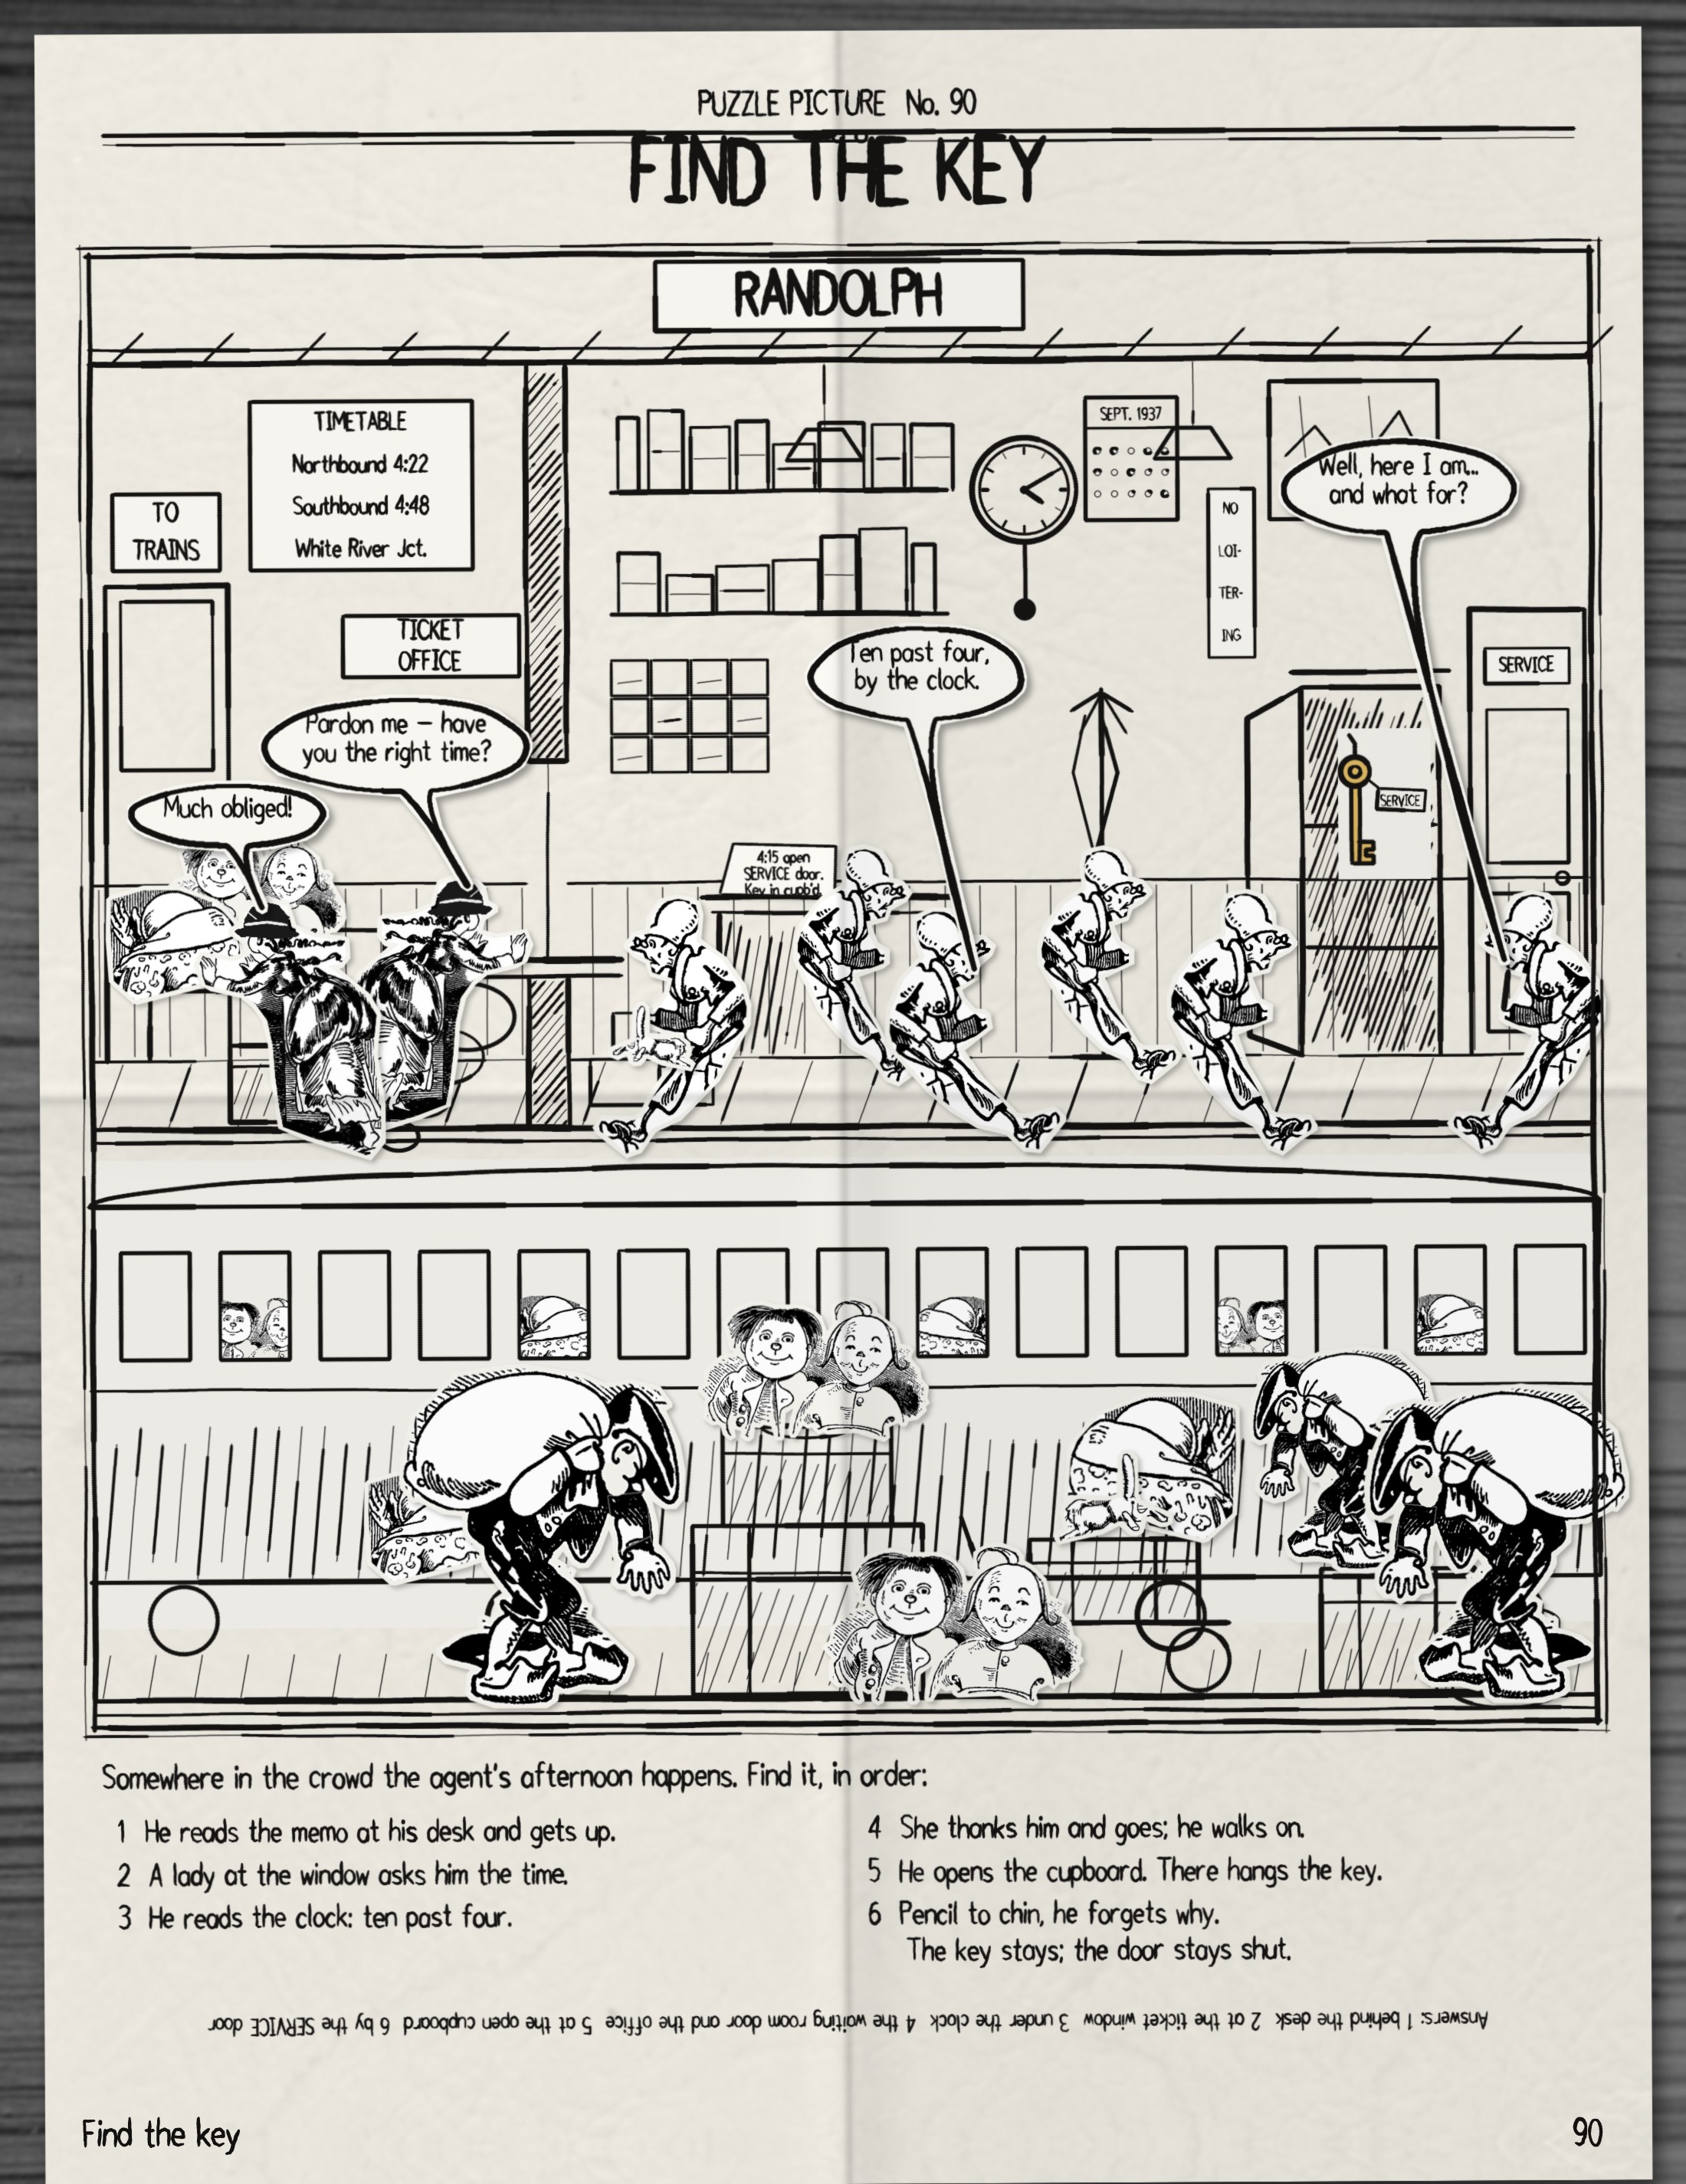 PUZZLE PICTURE No. 90
FIND THE KEY
RANDOLPH
TIMETABLE
Northbound 4:22
Southbound 4:48
White River Jct.
TO
TRAINS
TICKET
OFFICE
SEPT. 1937
NO
LOI-
TER-
ING
Well, here I am...
and what for?
SERVICE
Ten past four,
by the clock.
Pardon me – have
you the right time?
Much obliged!
SERVICE
4:15 open
SERVICE door.
Key in cupb'd.
Somewhere in the crowd the agent's afternoon happens. Find it, in order:
1 He reads the memo at his desk and gets up.
2 A lady at the window asks him the time.
3 He reads the clock: ten past four.
4 She thanks him and goes; he walks on.
5 He opens the cupboard. There hangs the key.
6 Pencil to chin, he forgets why.
The key stays; the door stays shut.
Answers: 1 behind the desk 2 at the ticket window 3 under the clock 4 the waiting room door and the office 5 at the open cupboard 6 by the SERVICE door
Find the key
90